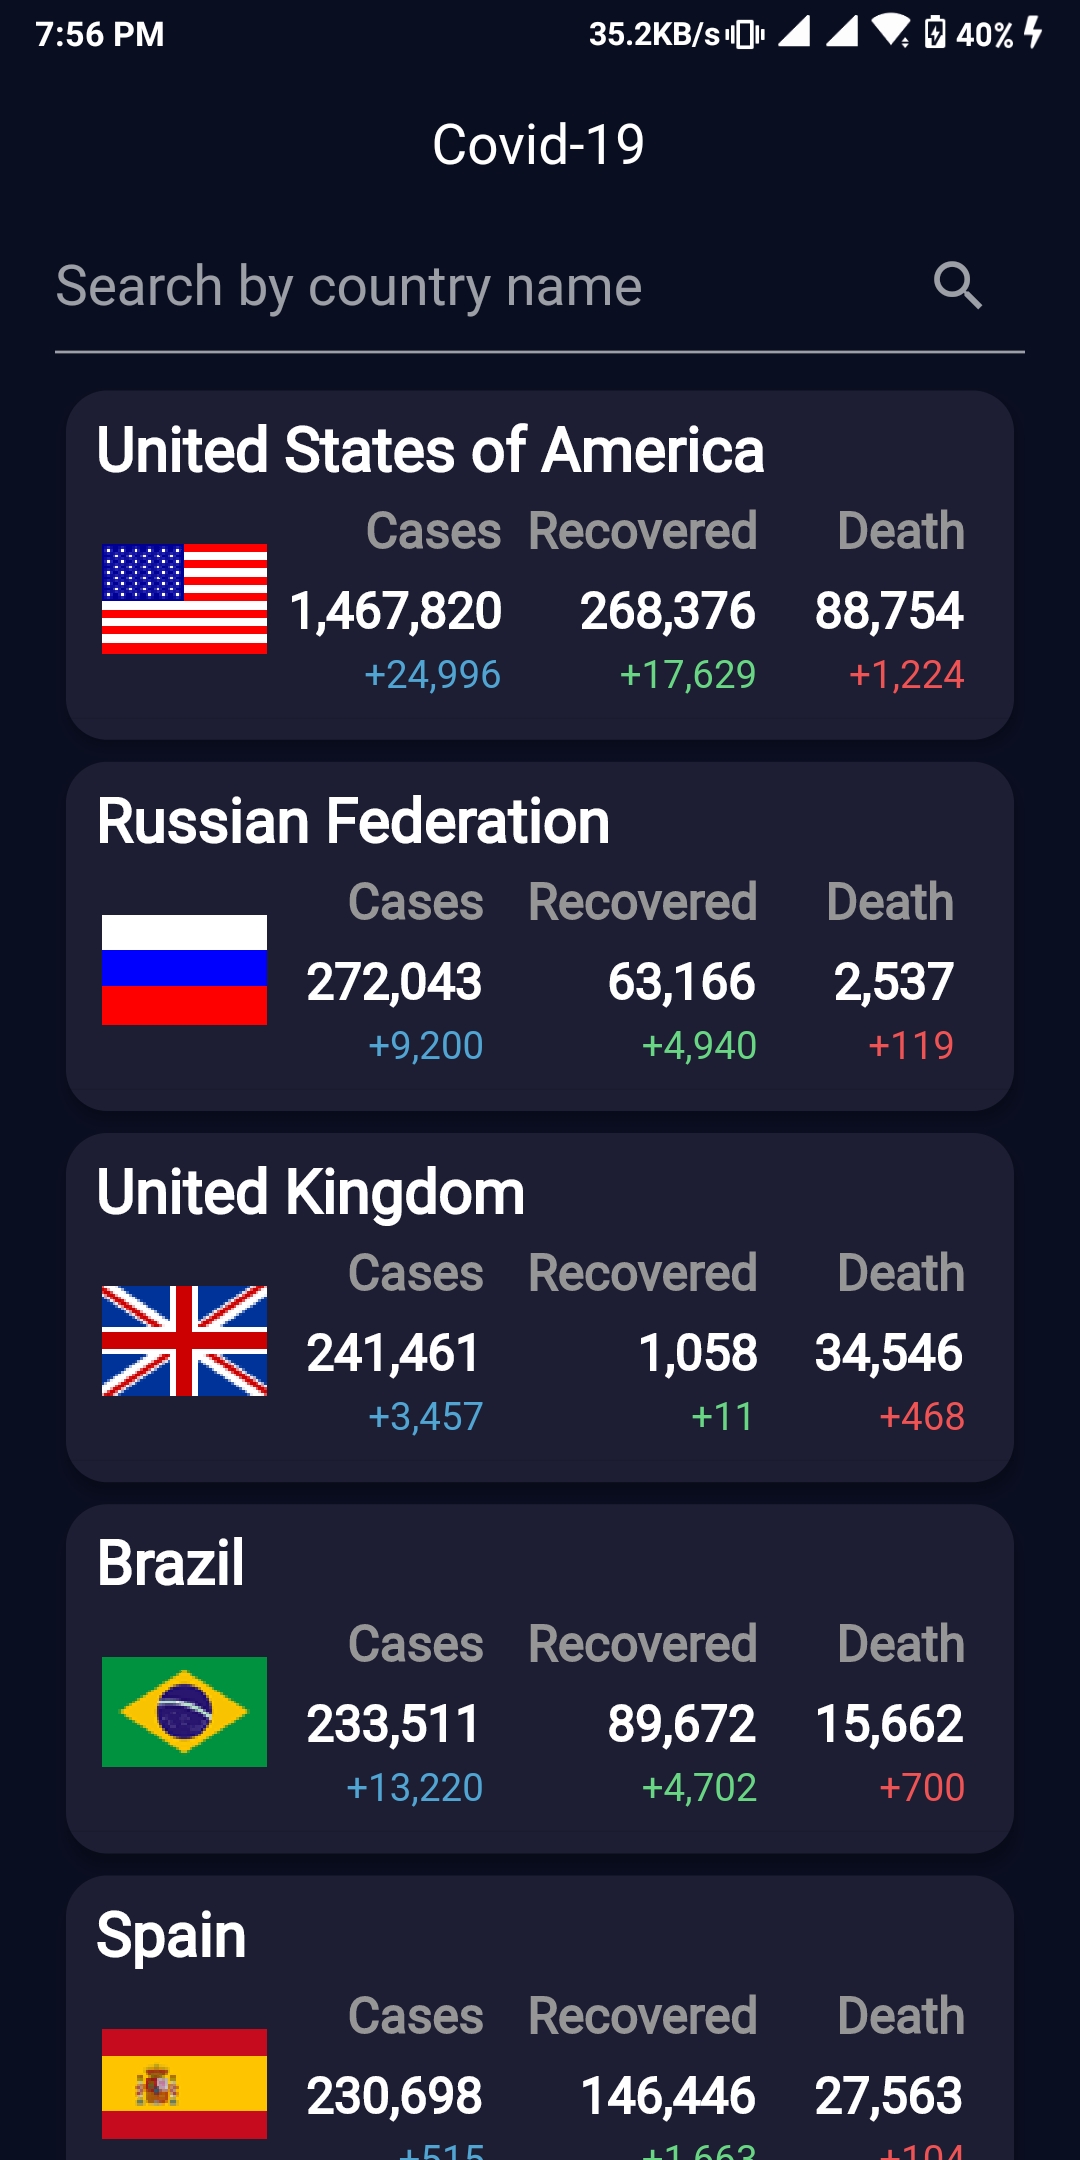 7:56 PM 35.2KB/s 40%
Covid-19
Search by country name
United States of America
Cases Recovered Death
1,467,820 268,376 88,754
+24,996 +17,629 +1,224
Russian Federation
Cases Recovered Death
272,043 63,166 2,537
+9,200 +4,940 +119
United Kingdom
Cases Recovered Death
241,461 1,058 34,546
+3,457 +11 +468
Brazil
Cases Recovered Death
233,511 89,672 15,662
+13,220 +4,702 +700
Spain
Cases Recovered Death
230,698 146,446 27,563
+515 +1,663 +104